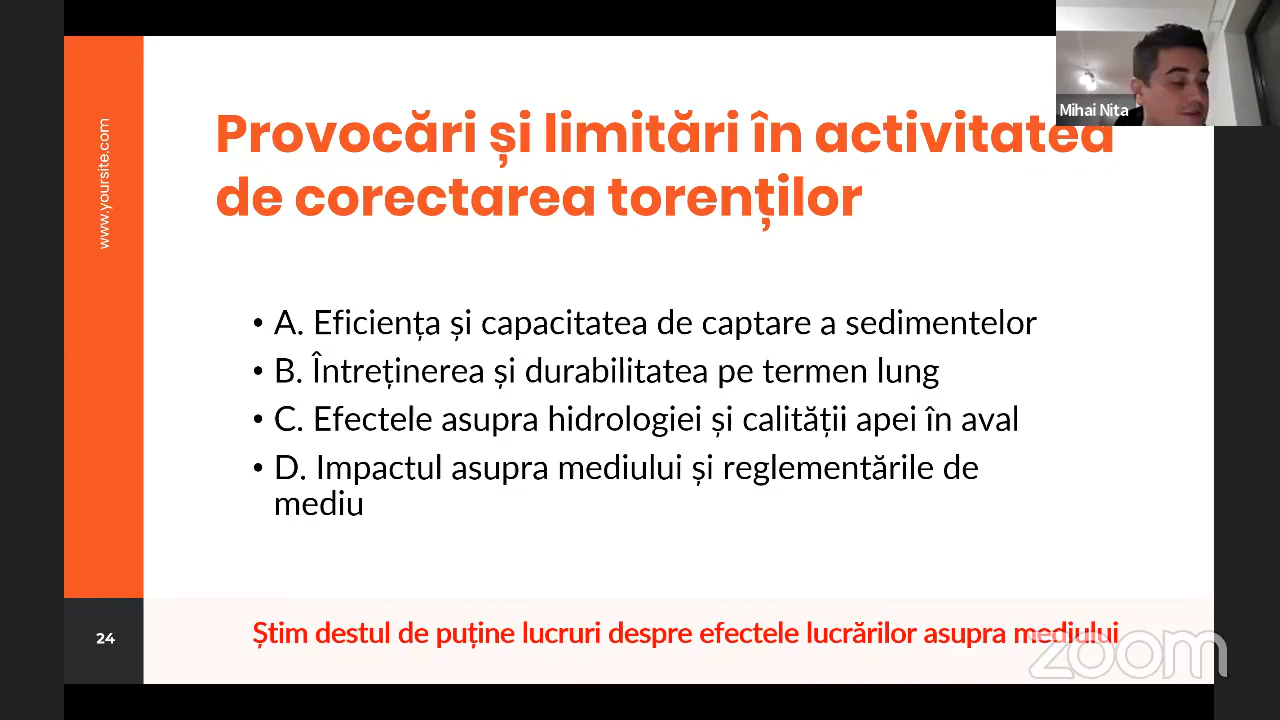 www.yoursite.com
Mihai Nita
Provocări și limitări în activitatea
de corectarea torenților
• A. Eficiența și capacitatea de captare a sedimentelor
• B. Întreținerea și durabilitatea pe termen lung
• C. Efectele asupra hidrologiei și calității apei în aval
• D. Impactul asupra mediului și reglementările de
mediu
24
Știm destul de puține lucruri despre efectele lucrărilor asupra mediului
zoom